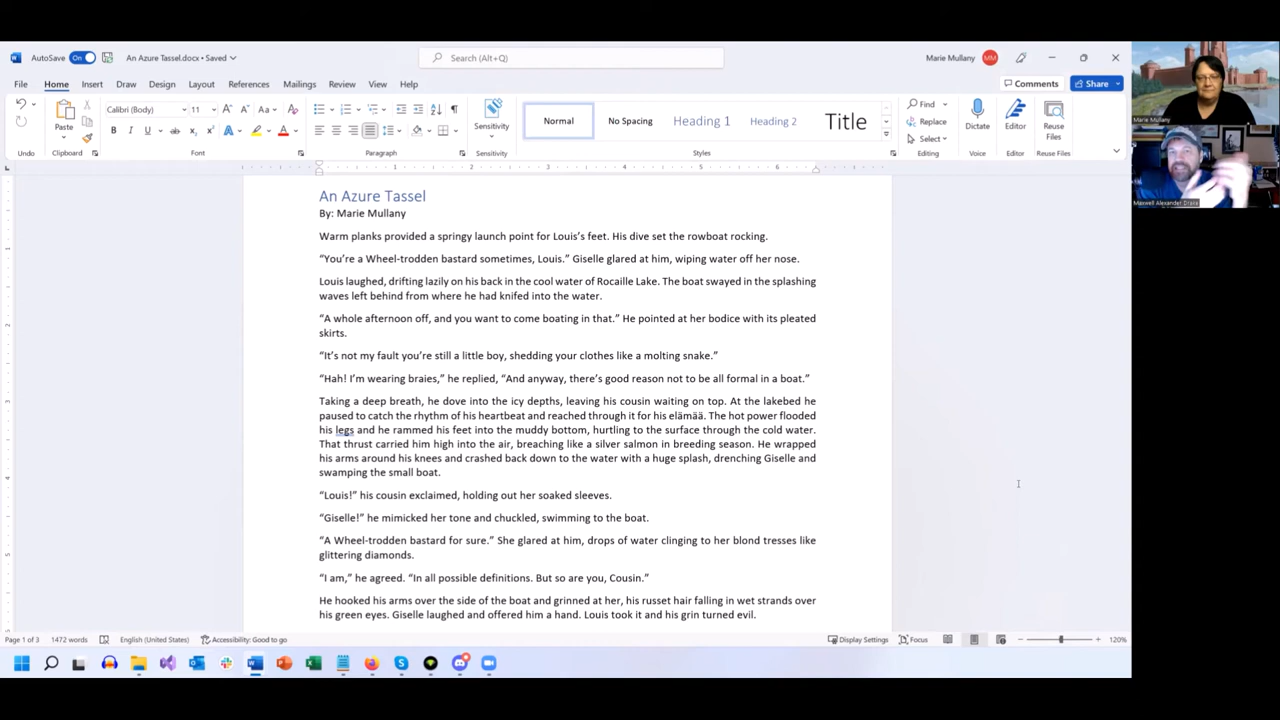 AutoSave
On
An Azure Tassel.docx • Saved
Search (Alt+Q)
Marie Mullany
MM
File
Home
Insert
Draw
Design
Layout
References
Mailings
Review
View
Help
Comments
Share
Calibri (Body)
11
Paste
Sensitivity
Normal
No Spacing
Heading 1
Heading 2
Title
Find
Replace
Select
Dictate
Editor
Reuse
Files
Undo
Clipboard
Font
Paragraph
Sensitivity
Styles
Editing
Voice
Editor
Reuse Files
Marie Mullany
Maxwell Alexander Drake
An Azure Tassel
By: Marie Mullany
Warm planks provided a springy launch point for Louis’s feet. His dive set the rowboat rocking.
“You’re a Wheel-trodden bastard sometimes, Louis.” Giselle glared at him, wiping water off her nose.
Louis laughed, drifting lazily on his back in the cool water of Rocaille Lake. The boat swayed in the splashing
waves left behind from where he had knifed into the water.
“A whole afternoon off, and you want to come boating in that.” He pointed at her bodice with its pleated
skirts.
“It’s not my fault you’re still a little boy, shedding your clothes like a molting snake.”
“Hah! I’m wearing braies,” he replied, “And anyway, there’s good reason not to be all formal in a boat.”
Taking a deep breath, he dove into the icy depths, leaving his cousin waiting on top. At the lakebed he
paused to catch the rhythm of his heartbeat and reached through it for his elämää. The hot power flooded
his legs and he rammed his feet into the muddy bottom, hurtling to the surface through the cold water.
That thrust carried him high into the air, breaching like a silver salmon in breeding season. He wrapped
his arms around his knees and crashed back down to the water with a huge splash, drenching Giselle and
swamping the small boat.
“Louis!” his cousin exclaimed, holding out her soaked sleeves.
“Giselle!” he mimicked her tone and chuckled, swimming to the boat.
“A Wheel-trodden bastard for sure.” She glared at him, drops of water clinging to her blond tresses like
glittering diamonds.
“I am,” he agreed. “In all possible definitions. But so are you, Cousin.”
He hooked his arms over the side of the boat and grinned at her, his russet hair falling in wet strands over
his green eyes. Giselle laughed and offered him a hand. Louis took it and his grin turned evil.
Page 1 of 3
1472 words
English (United States)
Accessibility: Good to go
Display Settings
Focus
120%